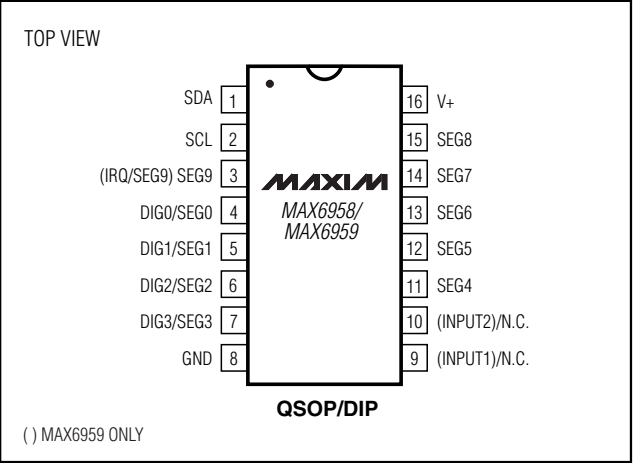 TOP VIEW
SDA 1
SCL 2
(IRQ/SEG9) SEG9 3
DIG0/SEG0 4
DIG1/SEG1 5
DIG2/SEG2 6
DIG3/SEG3 7
GND 8
MAXIM
MAX6958/
MAX6959
16 V+
15 SEG8
14 SEG7
13 SEG6
12 SEG5
11 SEG4
10 (INPUT2)/N.C.
9 (INPUT1)/N.C.
QSOP/DIP
( ) MAX6959 ONLY